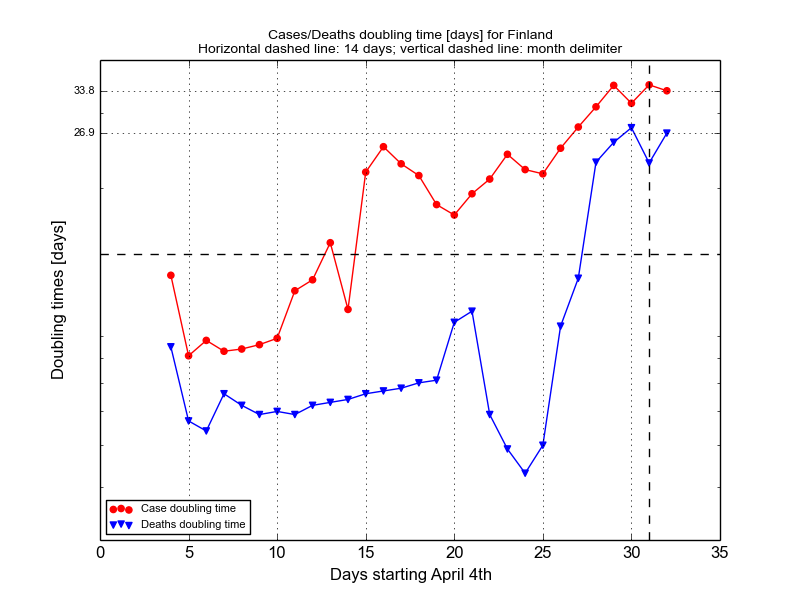 Cases/Deaths doubling time [days] for Finland
Horizontal dashed line: 14 days; vertical dashed line: month delimiter
33.8
26.9
Doubling times [days]
Case doubling time
Deaths doubling time
0 5 10 15 20 25 30 35
Days starting April 4th